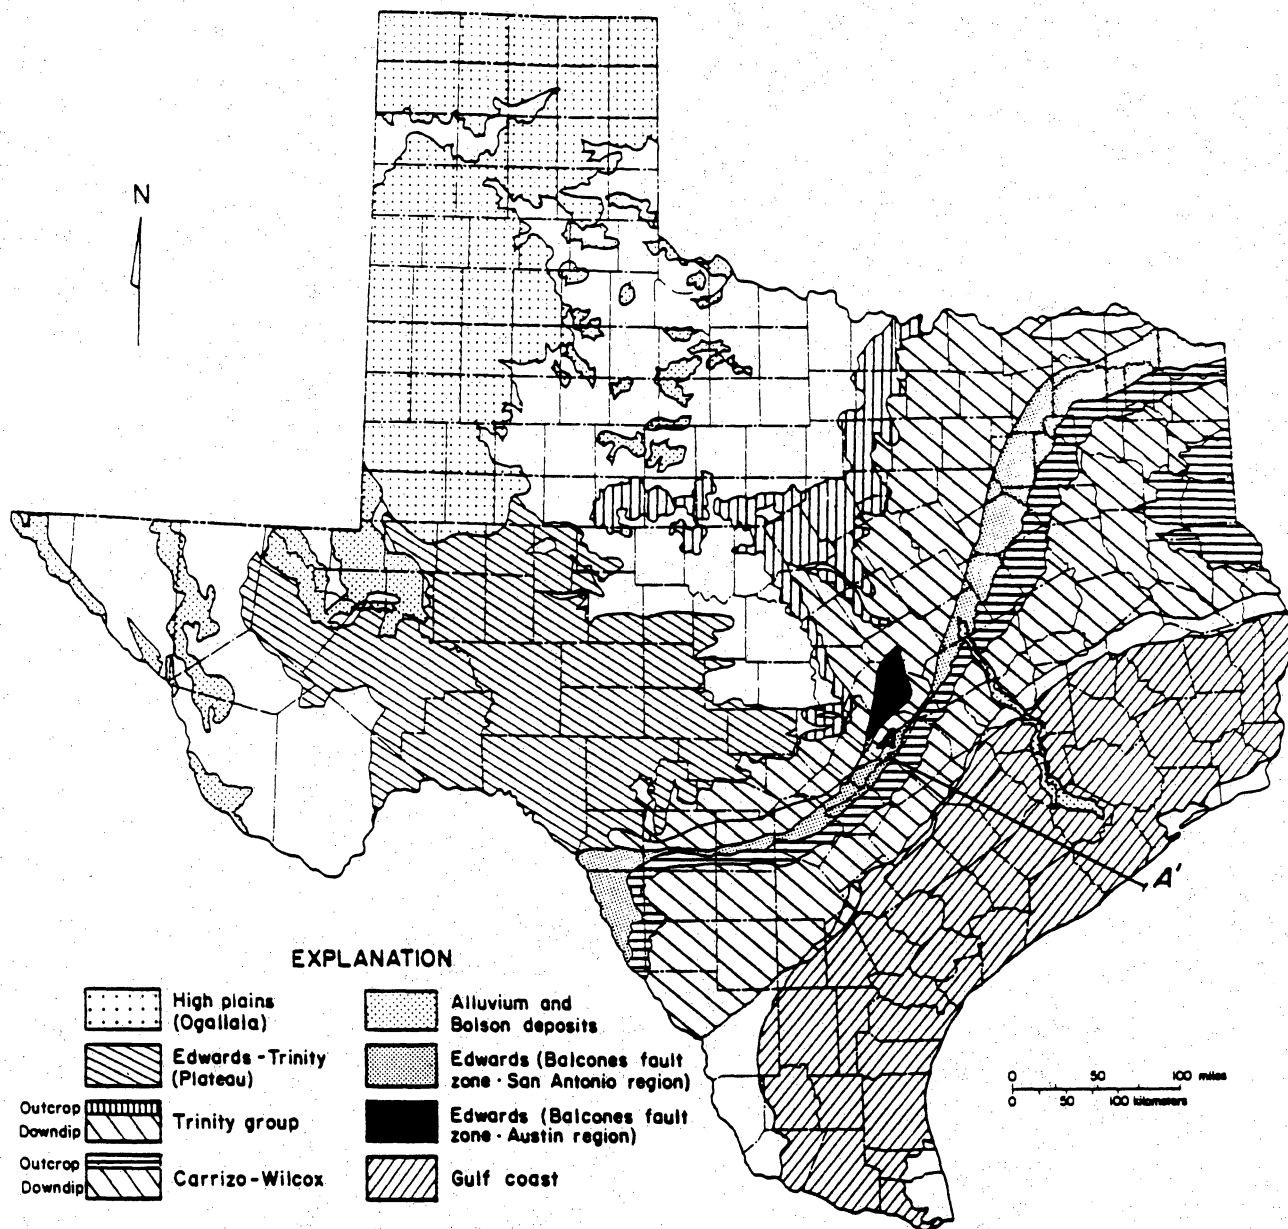 N
A
A'
EXPLANATION
High plains
(Ogallala)
Edwards-Trinity
(Plateau)
Outcrop
Downdip
Trinity group
Outcrop
Downdip
Carrizo-Wilcox
Alluvium and
Bolson deposits
Edwards (Balcones fault
zone · San Antonio region)
Edwards (Balcones fault
zone · Austin region)
Gulf coast
0 50 100 miles
0 50 100 kilometers